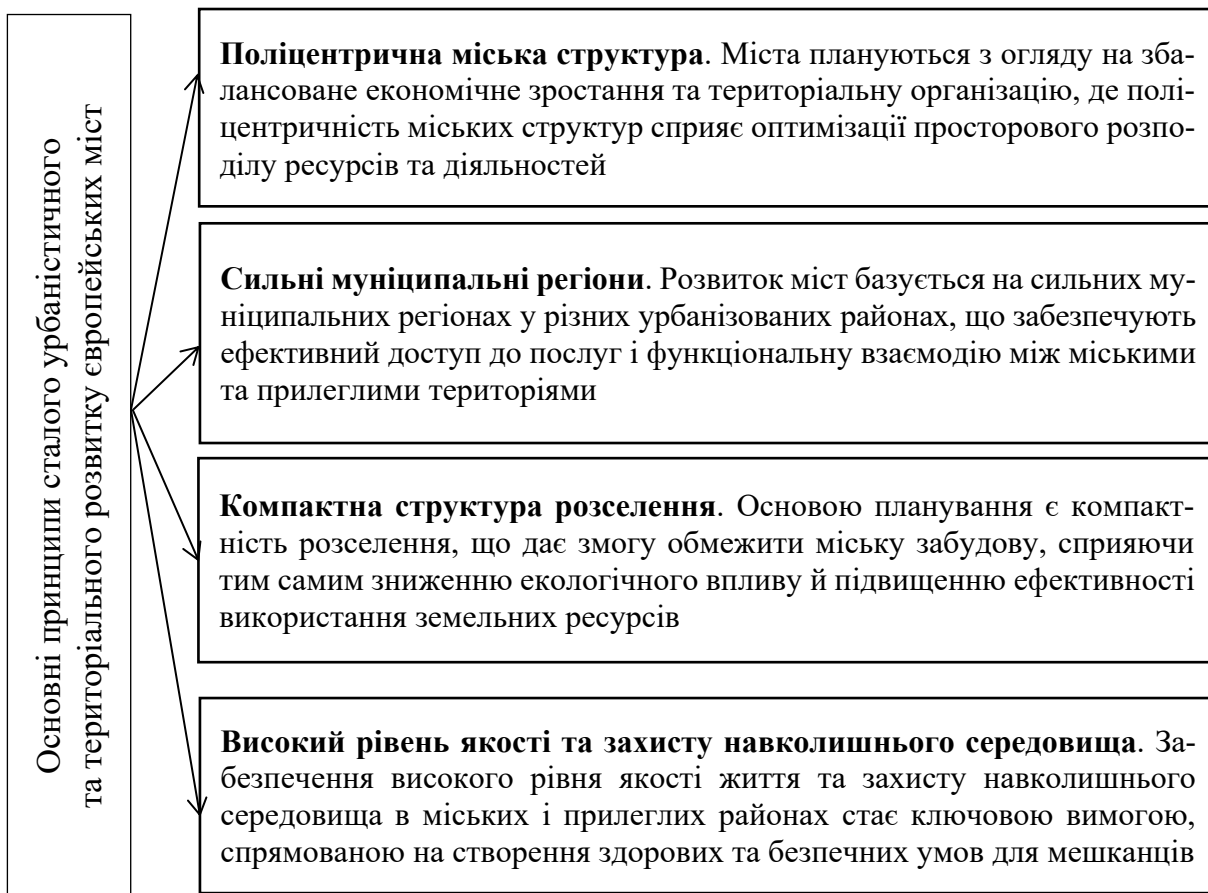 Основні принципи сталого урбаністичного
та територіального розвитку європейських міст
Поліцентрична міська структура. Міста плануються з огляду на зба-
лансоване економічне зростання та територіальну організацію, де полі-
центричність міських структур сприяє оптимізації просторового розпо-
ділу ресурсів та діяльностей
Сильні муніципальні регіони. Розвиток міст базується на сильних му-
ніципальних регіонах у різних урбанізованих районах, що забезпечують
ефективний доступ до послуг і функціональну взаємодію між міськими
та прилеглими територіями
Компактна структура розселення. Основою планування є компакт-
ність розселення, що дає змогу обмежити міську забудову, сприяючи
тим самим зниженню екологічного впливу й підвищенню ефективності
використання земельних ресурсів
Високий рівень якості та захисту навколишнього середовища. За-
безпечення високого рівня якості життя та захисту навколишнього
середовища в міських і прилеглих районах стає ключовою вимогою,
спрямованою на створення здорових та безпечних умов для мешканців